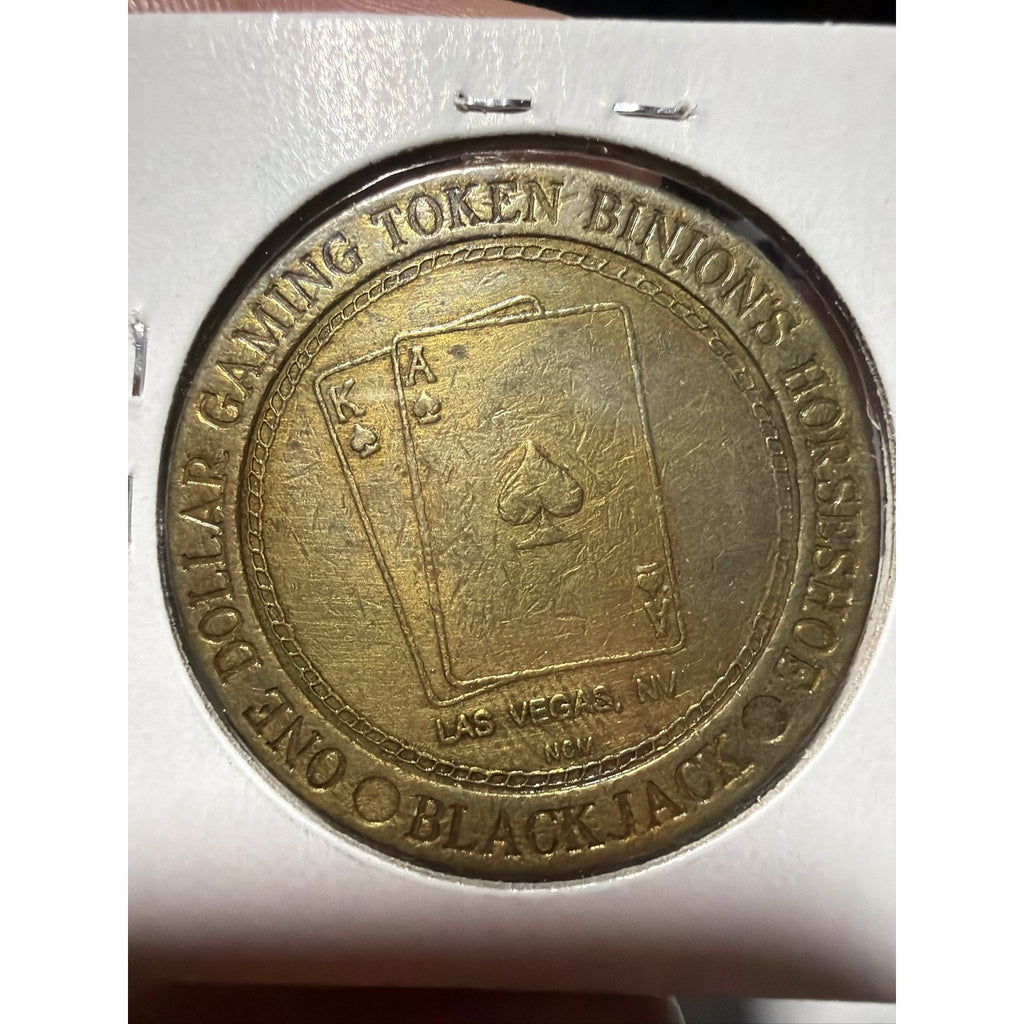 ONE DOLLAR GAMING TOKEN BINION'S HORSESHOE
K
A
A
LAS VEGAS, NV
NCM
BLACKJACK